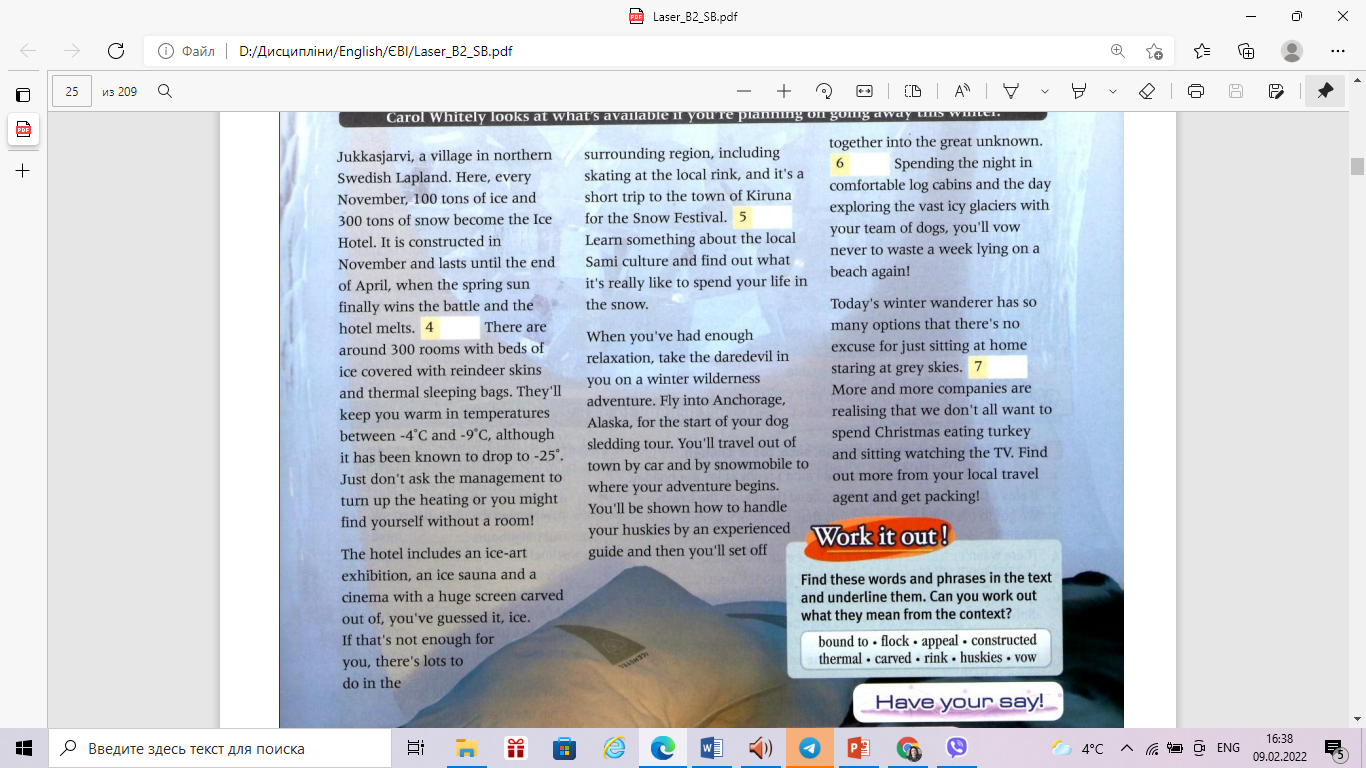 Laser_B2_SB.pdf
Файл
D:/Дисципліни/English/ЄВІ/Laser_B2_SB.pdf
25
из 209
Carol Whitely looks at what's available if you're planning on going away this winter.
Jukkasjarvi, a village in northern
Swedish Lapland. Here, every
November, 100 tons of ice and
300 tons of snow become the Ice
Hotel. It is constructed in
November and lasts until the end
of April, when the spring sun
finally wins the battle and the
hotel melts. 4 There are
around 300 rooms with beds of
ice covered with reindeer skins
and thermal sleeping bags. They'll
keep you warm in temperatures
between -4°C and -9°C, although
it has been known to drop to -25°.
Just don't ask the management to
turn up the heating or you might
find yourself without a room!
The hotel includes an ice-art
exhibition, an ice sauna and a
cinema with a huge screen carved
out of, you've guessed it, ice.
If that's not enough for
you, there's lots to
do in the
surrounding region, including
skating at the local rink, and it's a
short trip to the town of Kiruna
for the Snow Festival. 5
Learn something about the local
Sami culture and find out what
it's really like to spend your life in
the snow.
When you've had enough
relaxation, take the daredevil in
you on a winter wilderness
adventure. Fly into Anchorage,
Alaska, for the start of your dog
sledding tour. You'll travel out of
town by car and by snowmobile to
where your adventure begins.
You'll be shown how to handle
your huskies by an experienced
guide and then you'll set off
together into the great unknown.
6 Spending the night in
comfortable log cabins and the day
exploring the vast icy glaciers with
your team of dogs, you'll vow
never to waste a week lying on a
beach again!
Today's winter wanderer has so
many options that there's no
excuse for just sitting at home
staring at grey skies. 7
More and more companies are
realising that we don't all want to
spend Christmas eating turkey
and sitting watching the TV. Find
out more from your local travel
agent and get packing!
Work it out!
Find these words and phrases in the text
and underline them. Can you work out
what they mean from the context?
bound to • flock • appeal • constructed
thermal • carved • rink • huskies • vow
Have your say!
Введите здесь текст для поиска
4°C
ENG
16:38
09.02.2022
5